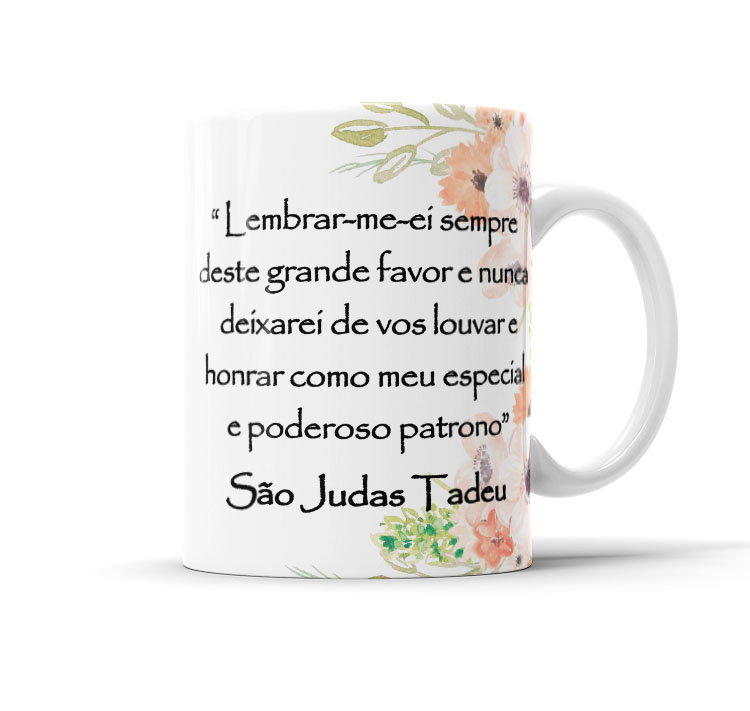 “ Lembrar-me-ei sempre
deste grande favor e nunca
deixarei de vos louvar e
honrar como meu especial
e poderoso patrono”
São Judas Tadeu